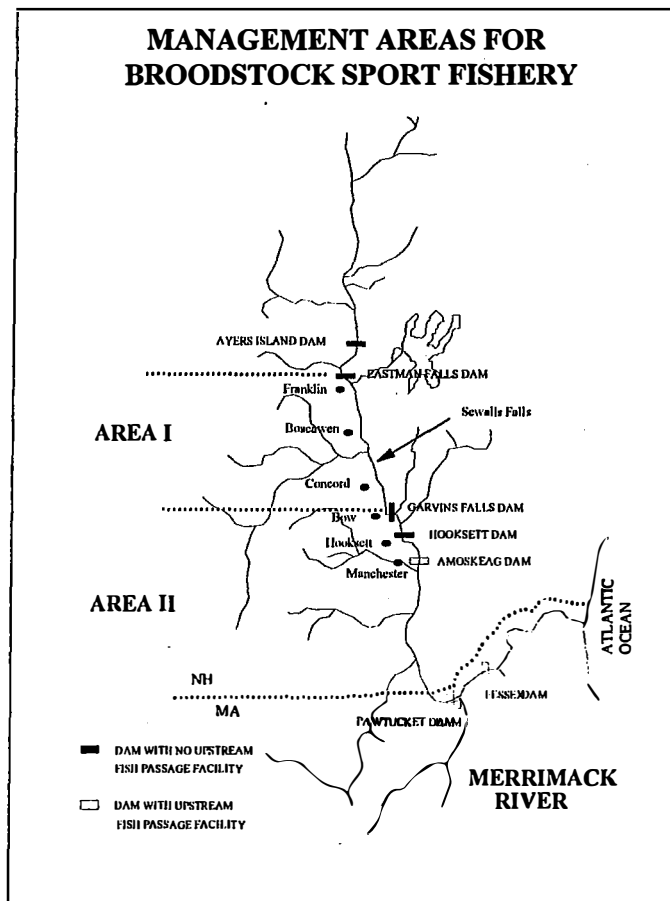 MANAGEMENT AREAS FOR
BROODSTOCK SPORT FISHERY
AYERS ISLAND DAM
EASTMAN FALLS DAM
Franklin
Sewalls Falls
AREA I
Boscawen
Concord
GARVINS FALLS DAM
Bow
HOOKSETT DAM
Hooksett
AMOSKEAG DAM
Manchester
AREA II
ATLANTIC
OCEAN
NH
ESSEX DAM
MA
PAWTUCKET DAM
DAM WITH NO UPSTREAM
FISH PASSAGE FACILITY
MERRIMACK
RIVER
DAM WITH UPSTREAM
FISH PASSAGE FACILITY